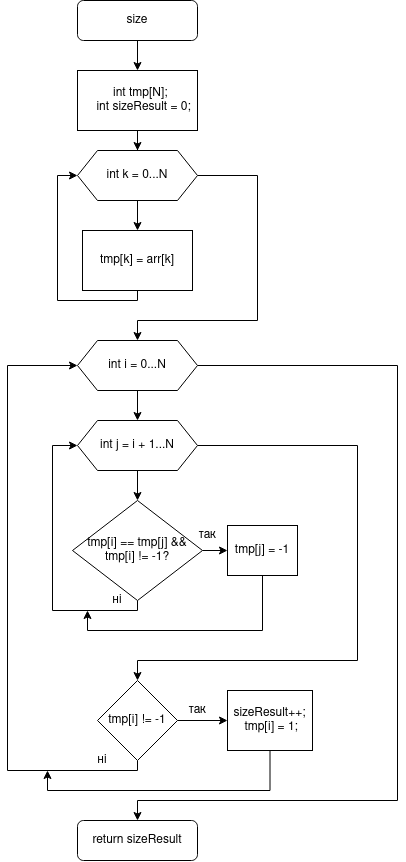 size
int tmp[N];
int sizeResult = 0;
int k = 0...N
tmp[k] = arr[k]
int i = 0...N
int j = i + 1...N
tmp[i] == tmp[j] &&
tmp[i] != -1?
так
tmp[j] = -1
ні
tmp[i] != -1
так
sizeResult++;
tmp[i] = 1;
ні
return sizeResult